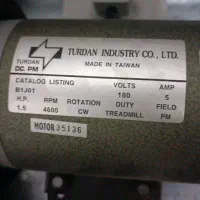 TURDAN INDUSTRY CO., LTD.
TURDAN
MADE IN TAIWAN
DC. PM
CATALOG LISTING VOLTS AMP
B1J01 180 5
H.P. RPM ROTATION DUTY FIELD
1.5 4600 CW TREADMILL PM
MOTOR 35136